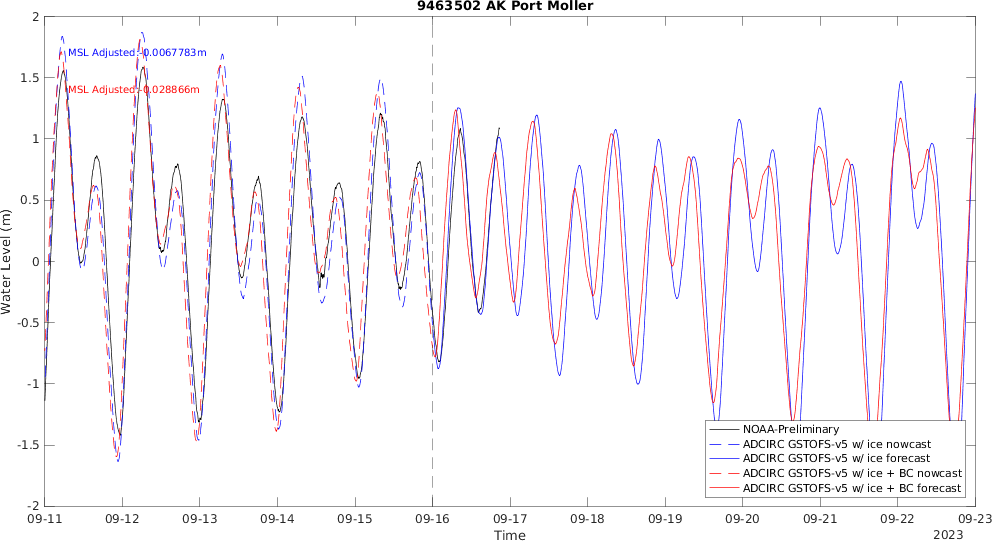 9463502 AK Port Moller
MSL Adjusted:-0.0067783m
MSL Adjusted:-0.028866m
Water Level (m)
2
1.5
1
0.5
0
-0.5
-1
-1.5
-2
NOAA-Preliminary
ADCIRC GSTOFS-v5 w/ ice nowcast
ADCIRC GSTOFS-v5 w/ ice forecast
ADCIRC GSTOFS-v5 w/ ice + BC nowcast
ADCIRC GSTOFS-v5 w/ ice + BC forecast
09-11 09-12 09-13 09-14 09-15 09-16 09-17 09-18 09-19 09-20 09-21 09-22 09-23
Time
2023